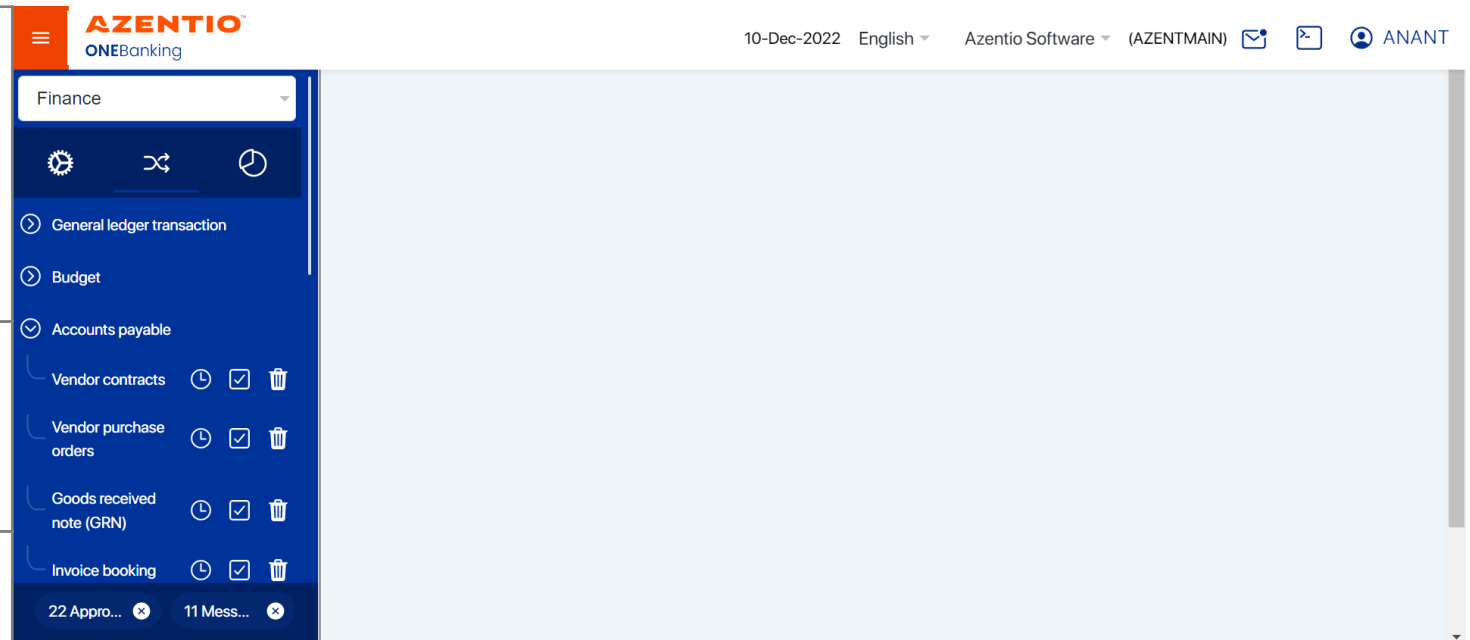 AZENTIO
ONEBanking
10-Dec-2022 English Azentio Software (AZENTMAIN) ANANT
Finance
General ledger transaction
Budget
Accounts payable
Vendor contracts
Vendor purchase
orders
Goods received
note (GRN)
Invoice booking
22 Appro... 11 Mess...